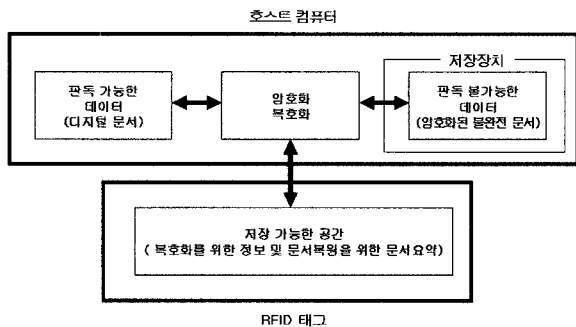 호스트 컴퓨터
저장장치
판독 가능한
데이터
(디지털 문서)
암호화
복호화
판독 불가능한
데이터
(암호화된 불완전 문서)
저장 가능한 공간
( 복호화를 위한 정보 및 문서복원을 위한 문서요약)
RFID 태그